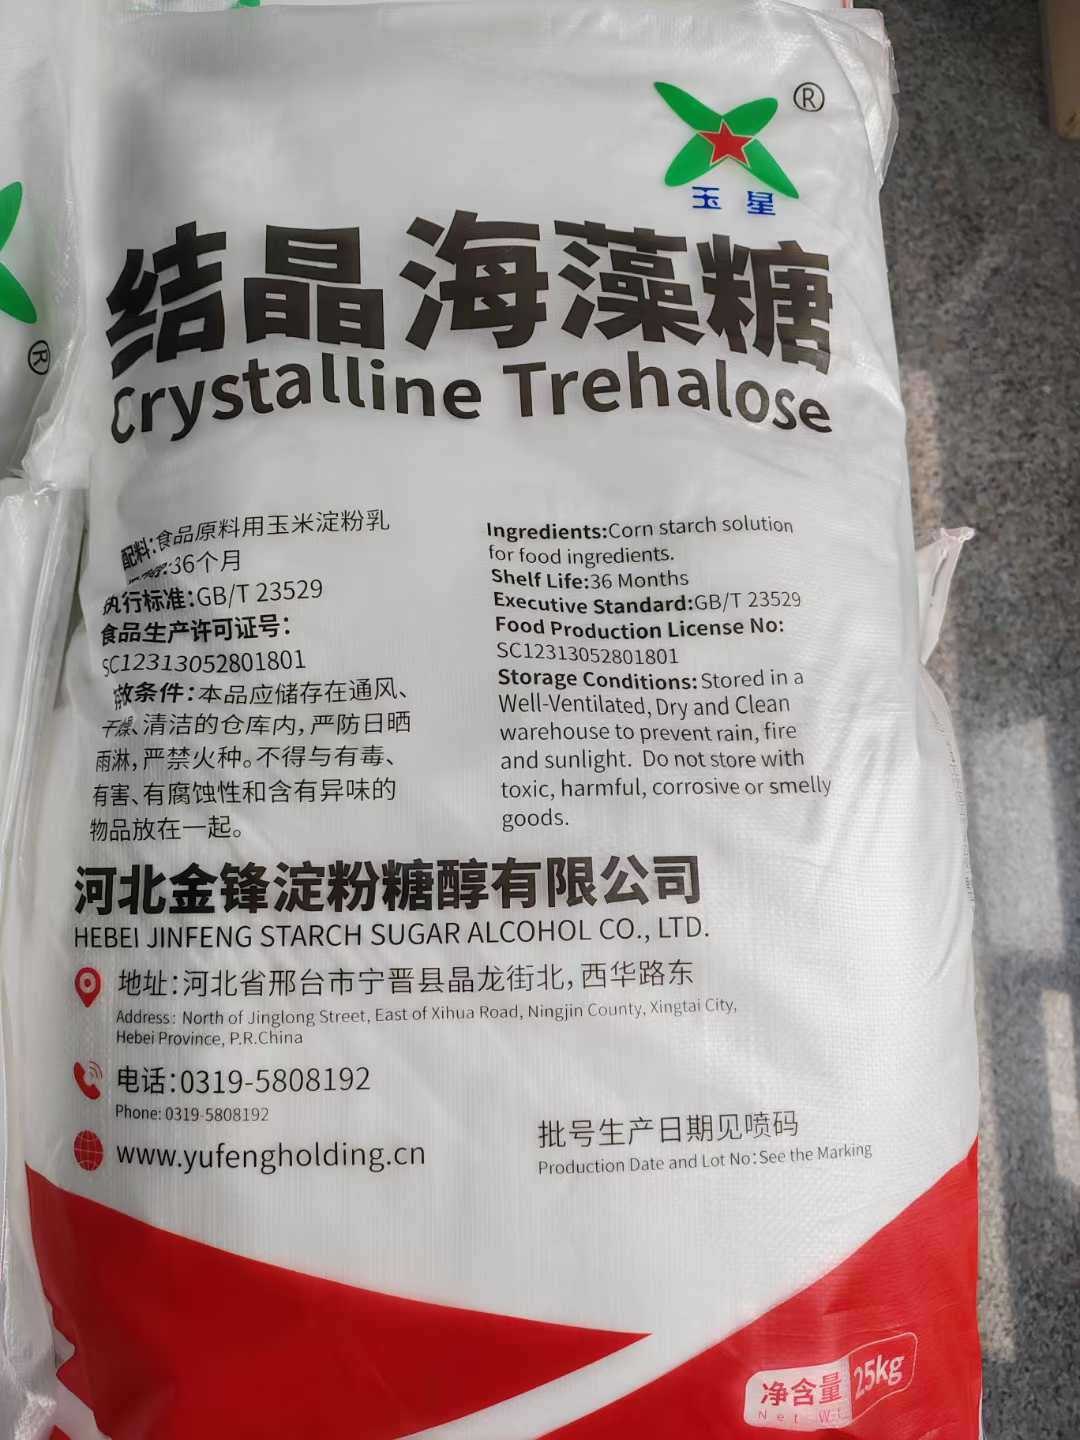 ®
玉星
结晶海藻糖
Crystalline Trehalose
配料:食品原料用玉米淀粉乳
36个月
执行标准:GB/T 23529
食品生产许可证号:
SC12313052801801
条件:本品应储存在通风、
干燥、清洁的仓库内,严防日晒
雨淋,严禁火种。不得与有毒、
有害、有腐蚀性和含有异味的
物品放在一起。
Ingredients:Corn starch solution
for food ingredients.
Shelf Life:36 Months
Executive Standard:GB/T 23529
Food Production License No:
SC12313052801801
Storage Conditions:Stored in a
Well-Ventilated, Dry and Clean
warehouse to prevent rain, fire
and sunlight. Do not store with
toxic, harmful, corrosive or smelly
goods.
河北金锋淀粉糖醇有限公司
HEBEI JINFENG STARCH SUGAR ALCOHOL CO., LTD.
地址:河北省邢台市宁晋县晶龙街北,西华路东
Address: North of Jinglong Street, East of Xihua Road, Ningjin County, Xingtai City,
Hebei Province, P.R.China
电话:0319-5808192
Phone: 0319-5808192
www.yufengholding.cn
批号生产日期见喷码
Production Date and Lot No:See the Marking
净含量 25kg
Net Wt
®